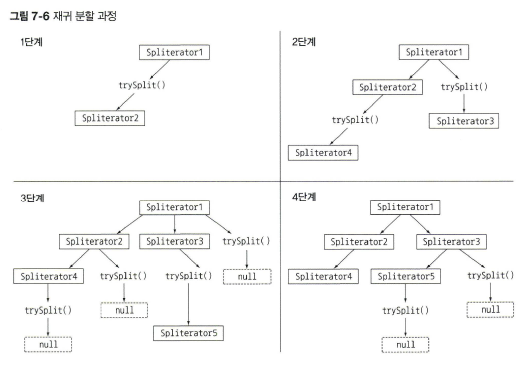 그림 7-6 재귀 분할 과정
1단계
Spliterator1
trySplit()
Spliterator2
2단계
Spliterator1
Spliterator2
trySplit()
trySplit()
Spliterator3
Spliterator4
3단계
Spliterator1
Spliterator2
Spliterator3
trySplit()
Spliterator4
trySplit()
trySplit()
null
trySplit()
null
Spliterator5
null
4단계
Spliterator1
Spliterator2
Spliterator3
Spliterator4
Spliterator5
trySplit()
trySplit()
null
null